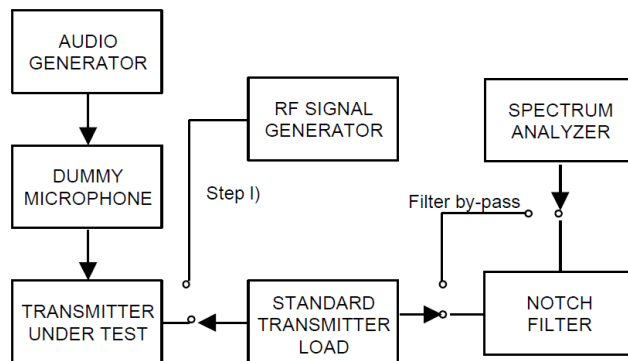 AUDIO
GENERATOR
RF SIGNAL
GENERATOR
SPECTRUM
ANALYZER
DUMMY
MICROPHONE
Step I)
Filter by-pass
TRANSMITTER
UNDER TEST
STANDARD
TRANSMITTER
LOAD
NOTCH
FILTER